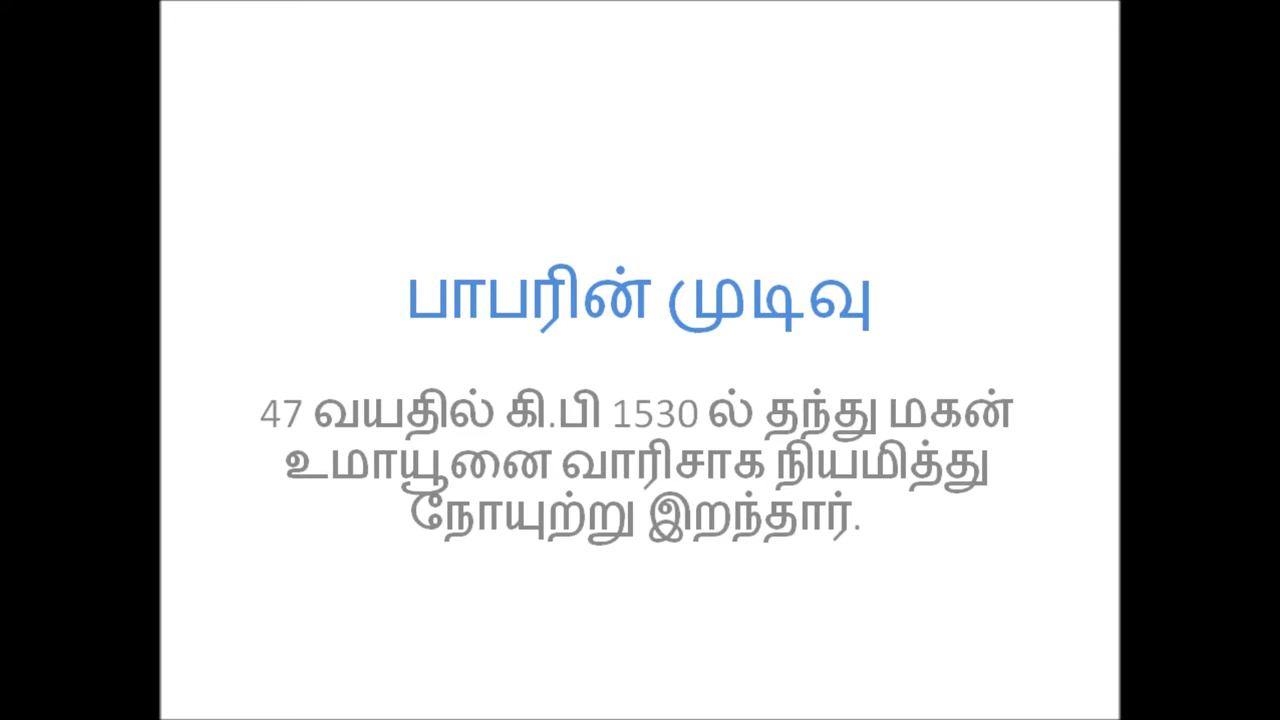 பாபரின் முடிவு
47 வயதில் கி.பி 1530 ல் தந்து மகன்
உமாயூனை வாரிசாக நியமித்து
நோயுற்று இறந்தார்.